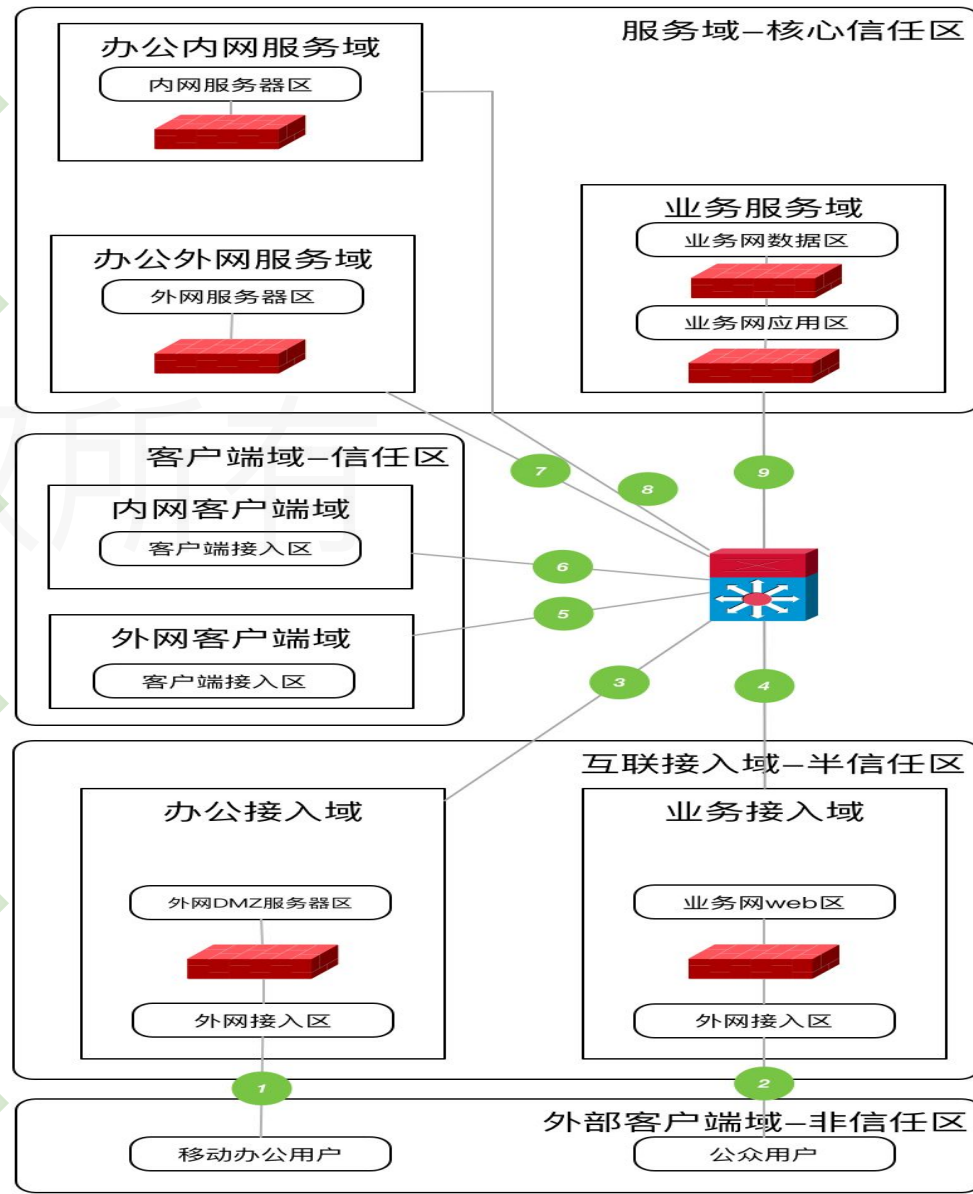 服务域-核心信任区
办公内网服务域
内网服务器区
业务服务域
业务网数据区
办公外网服务域
外网服务器区
业务网应用区
客户端域-信任区
7
8
9
内网客户端域
客户端接入区
6
5
外网客户端域
客户端接入区
3
4
互联接入域-半信任区
办公接入域
业务接入域
外网DMZ服务器区
业务网web区
外网接入区
外网接入区
1
2
外部客户端域-非信任区
移动办公用户
公众用户
权所有